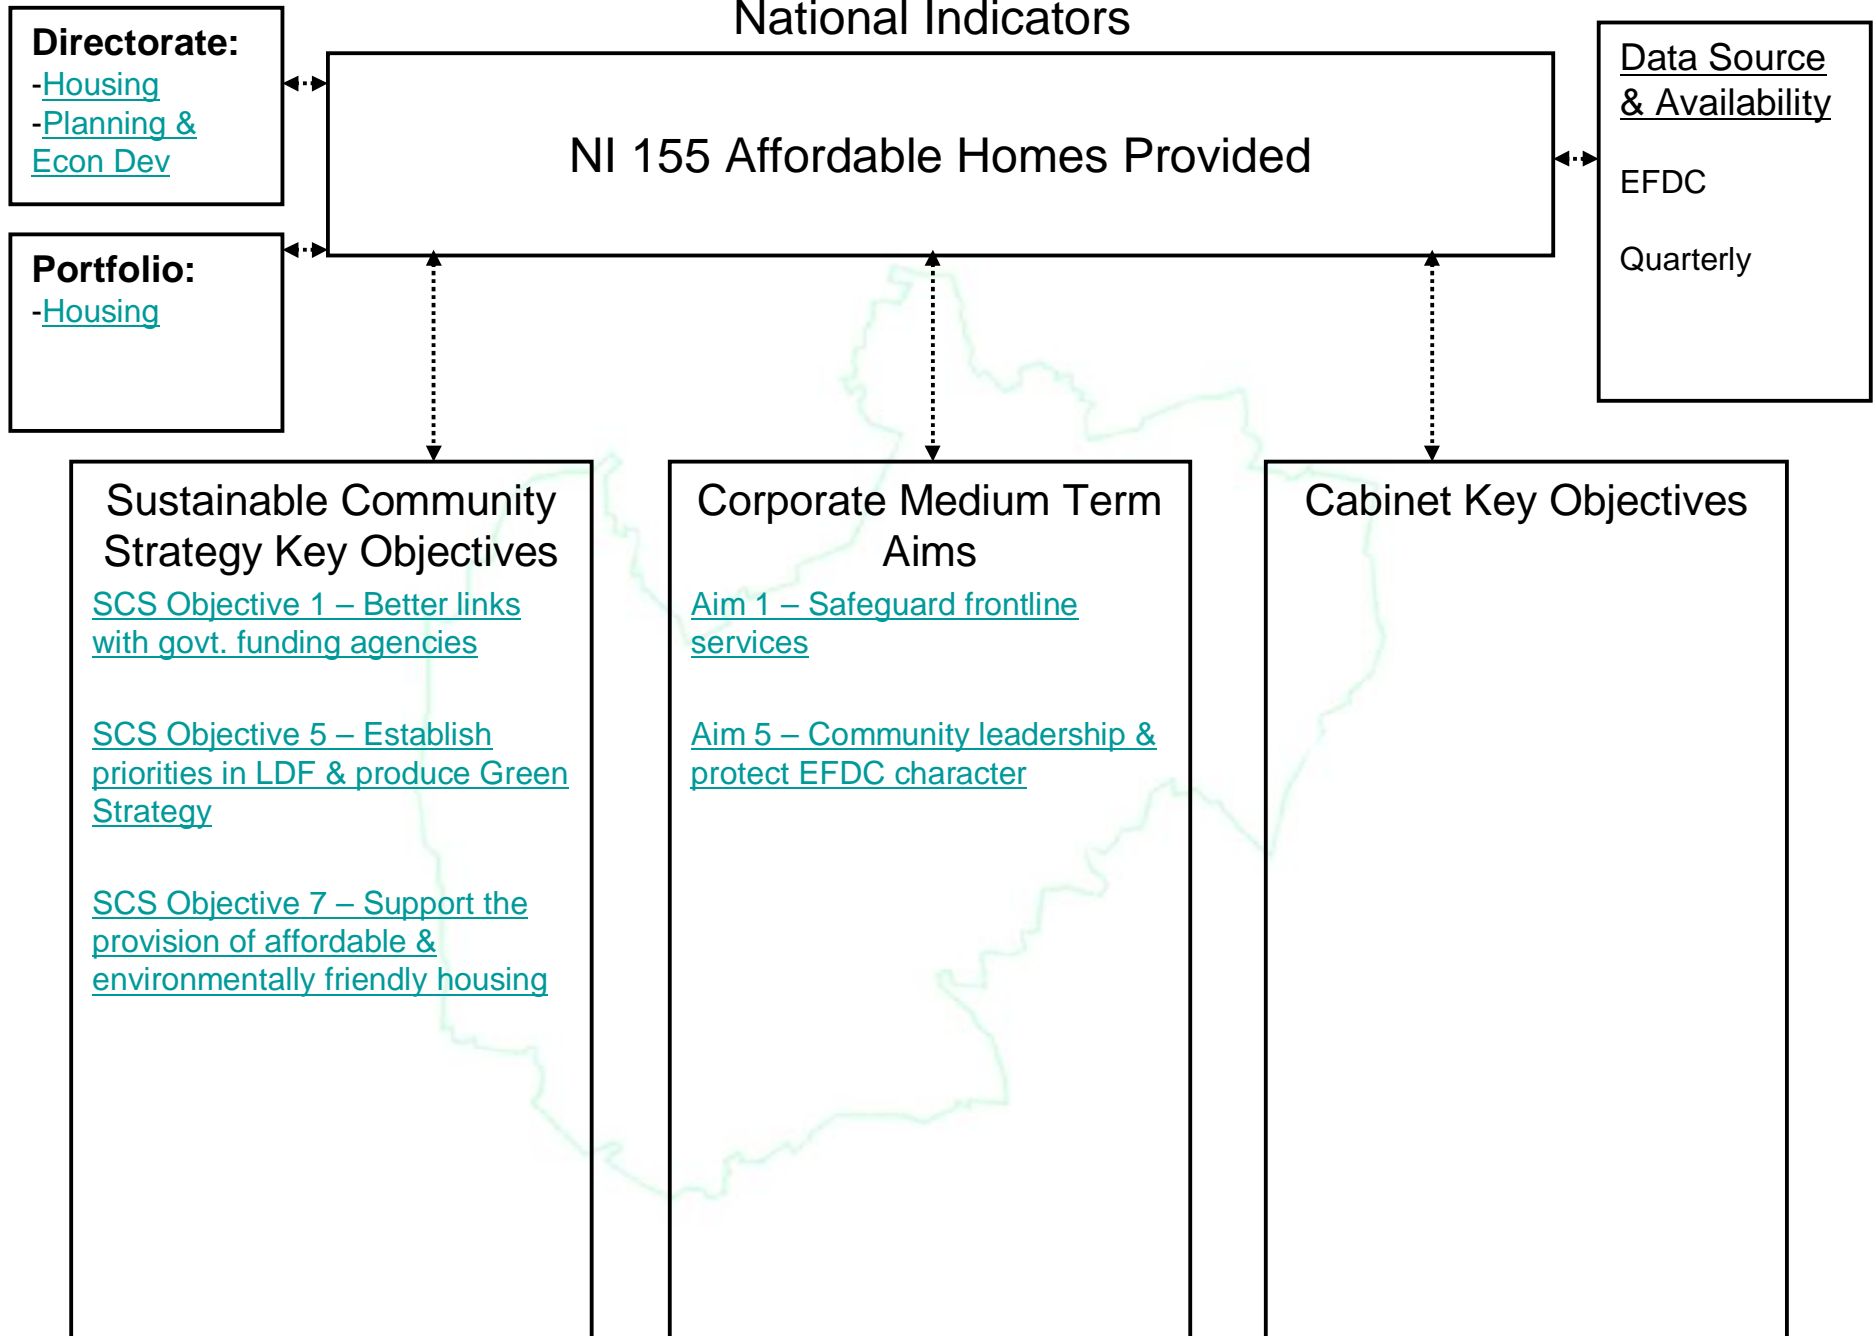 National Indicators
Directorate:
-Housing
-Planning &
Econ Dev
NI 155 Affordable Homes Provided
Data Source
& Availability
EFDC
Quarterly
Portfolio:
-Housing
Sustainable Community
Strategy Key Objectives
SCS Objective 1 – Better links
with govt. funding agencies
SCS Objective 5 – Establish
priorities in LDF & produce Green
Strategy
SCS Objective 7 – Support the
provision of affordable &
environmentally friendly housing
Corporate Medium Term
Aims
Aim 1 – Safeguard frontline
services
Aim 5 – Community leadership &
protect EFDC character
Cabinet Key Objectives